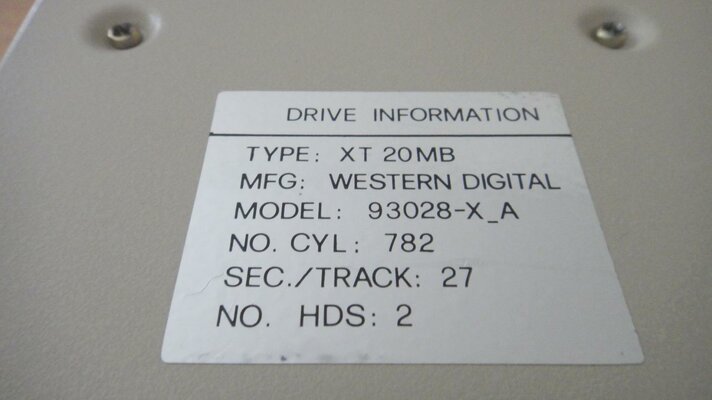 DRIVE INFORMATION
TYPE: XT 20MB
MFG: WESTERN DIGITAL
MODEL: 93028-X_A
NO. CYL: 782
SEC./TRACK: 27
NO. HDS: 2